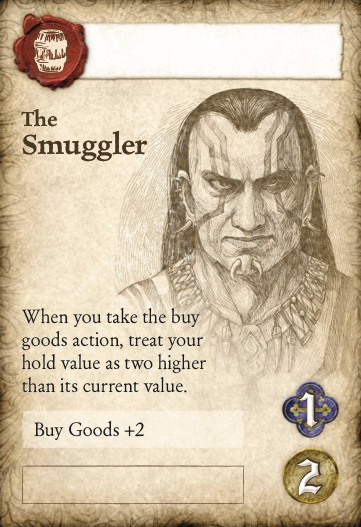 The
Smuggler
When you take the buy
goods action, treat your
hold value as two higher
than its current value.
Buy Goods +2
1
2